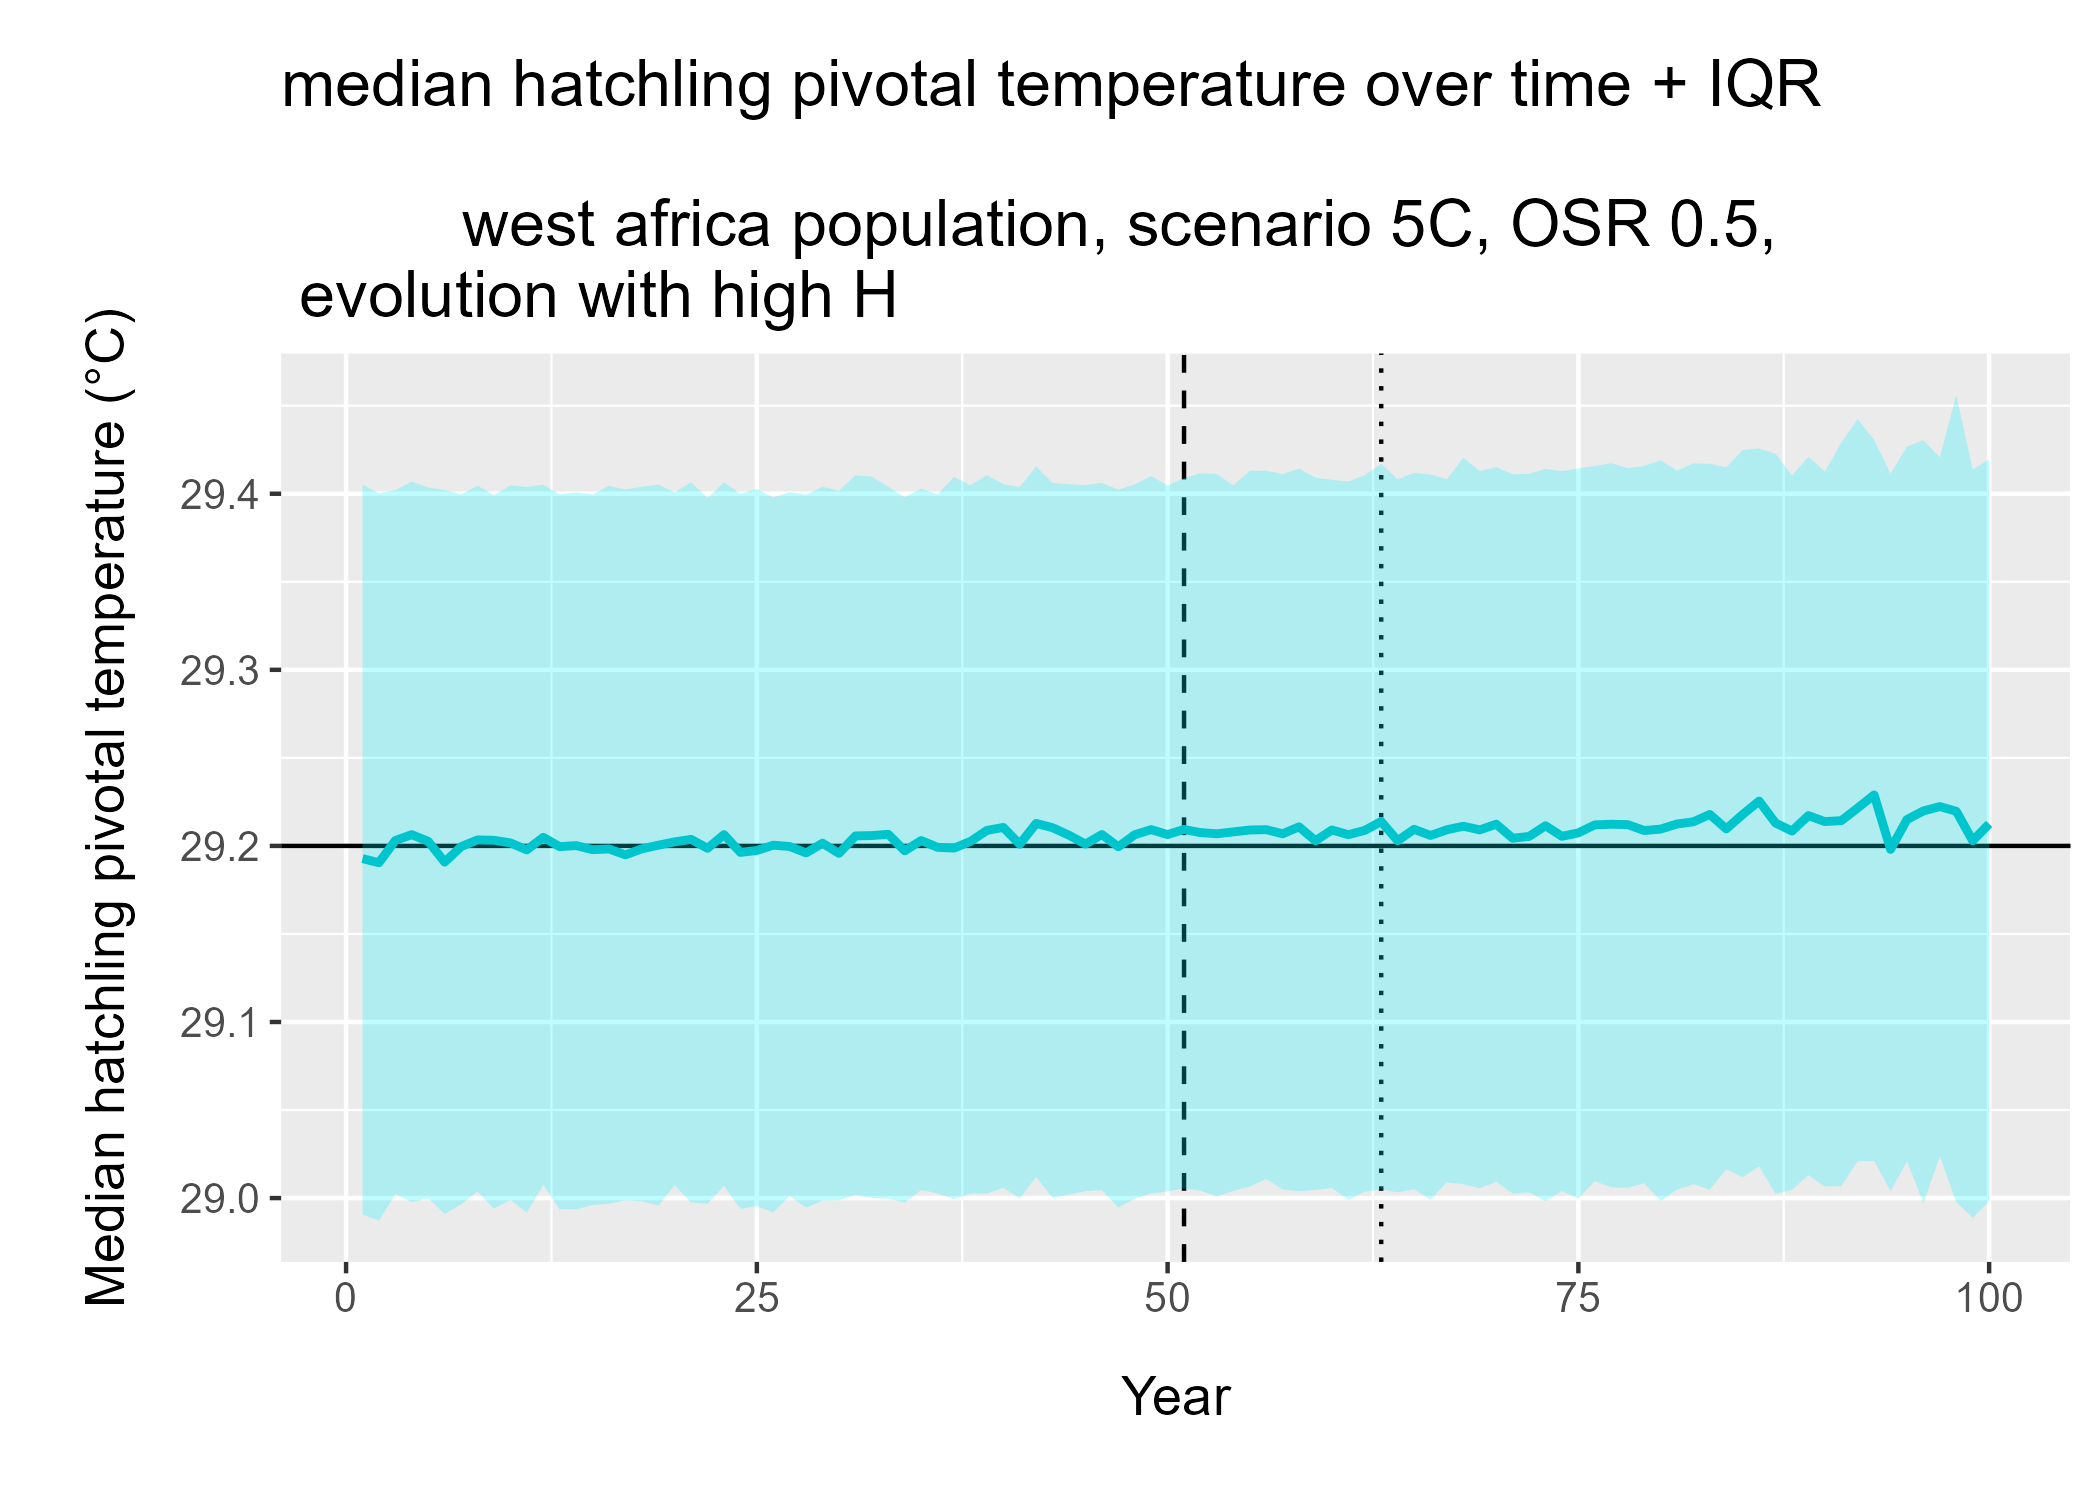 median hatchling pivotal temperature over time + IQR
west africa population, scenario 5C, OSR 0.5,
evolution with high H
Median hatchling pivotal temperature (°C)
29.4
29.3
29.2
29.1
29.0
0
25
50
75
100
Year